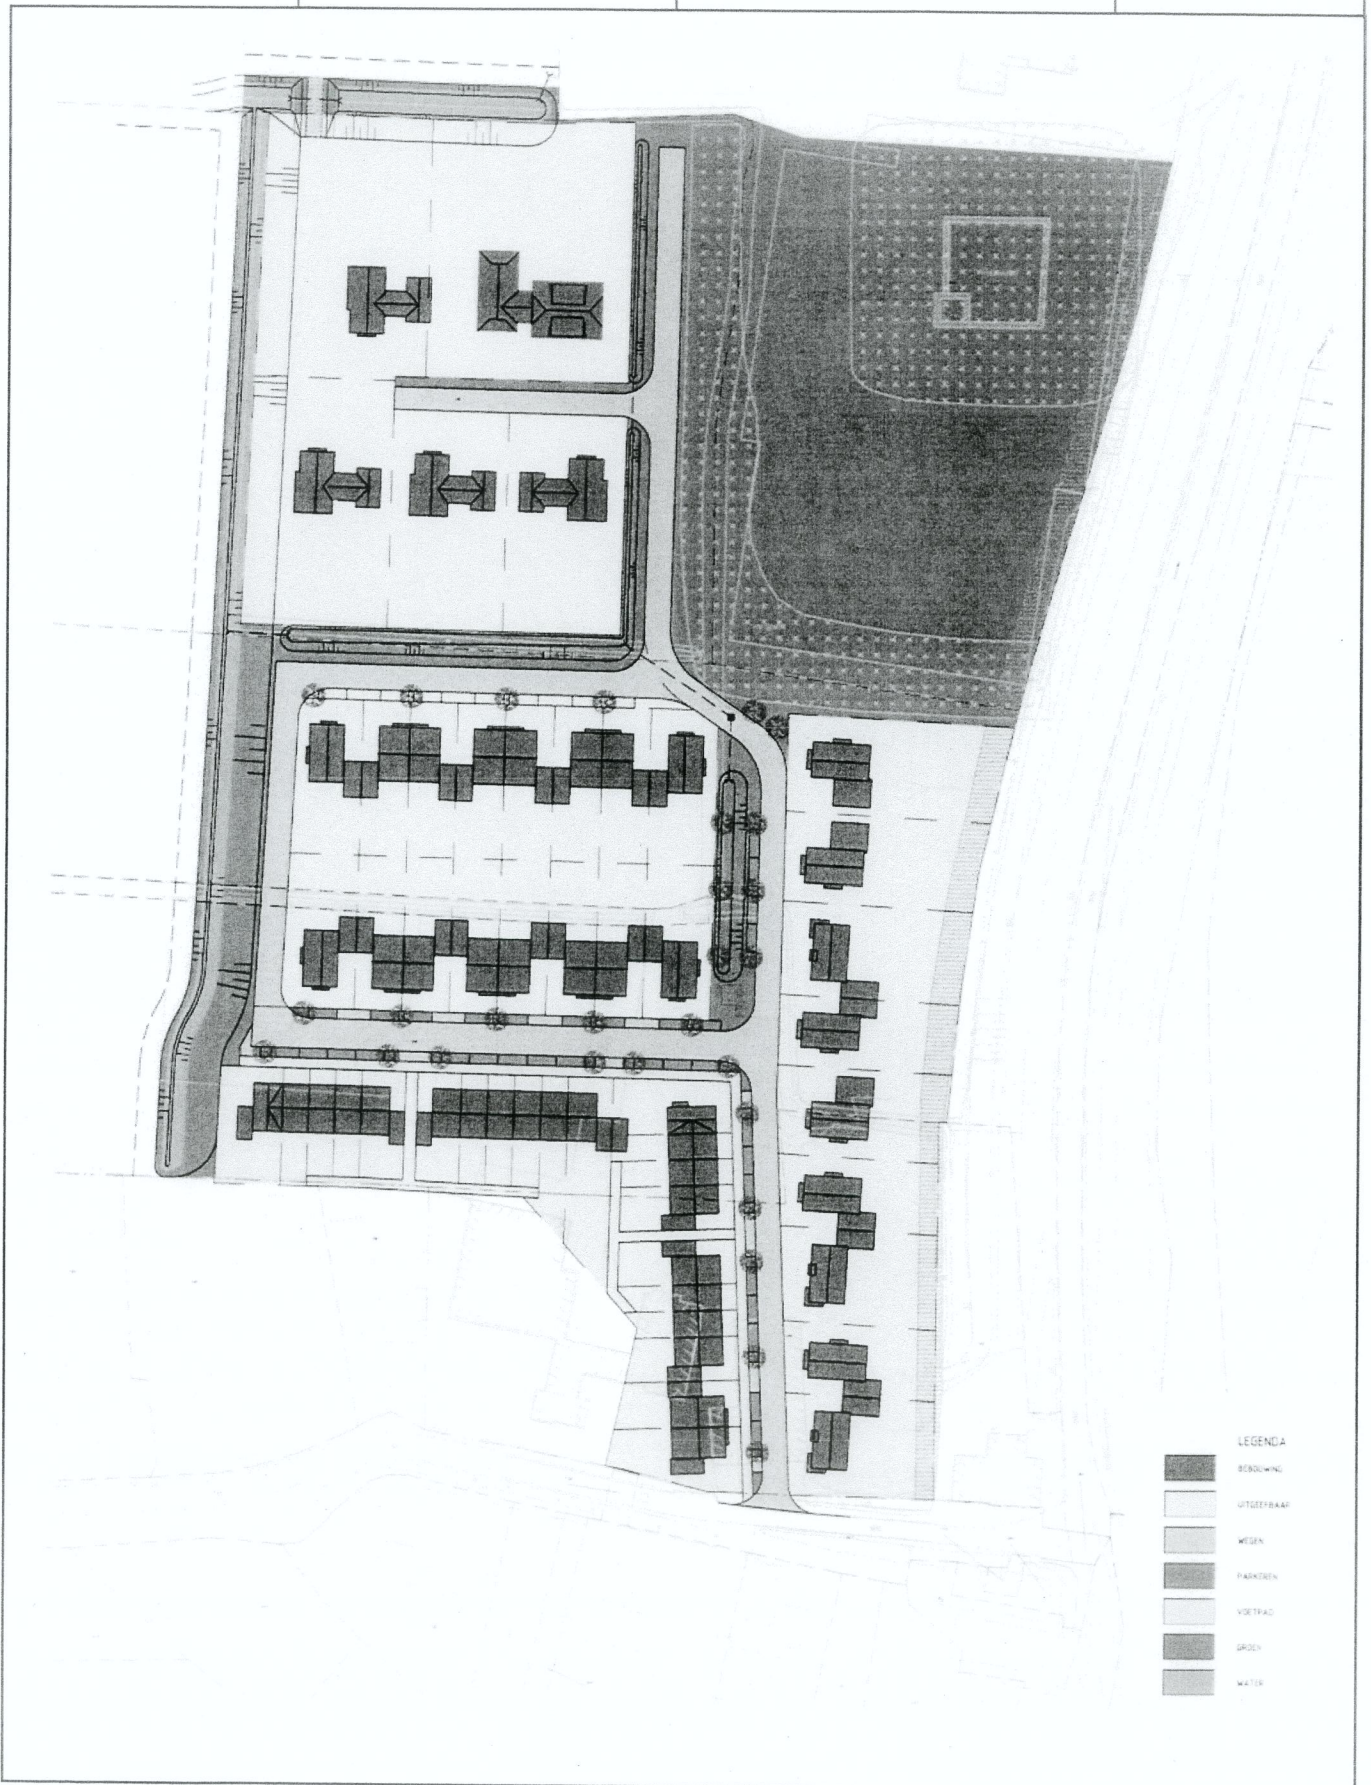 LEGENDA
BEBOUWING
UITGEEFBAAR
WEGEN
PARKEREN
VOETPAD
GROEN
WATER